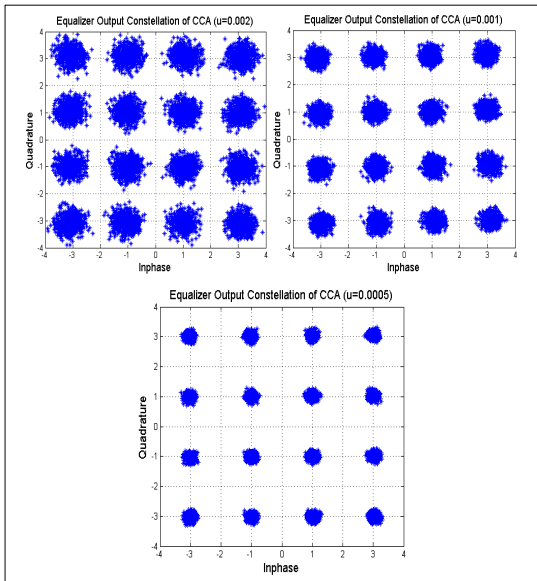 Equalizer Output Constellation of CCA (u=0.002)
4
3
2
1
0
-1
-2
-3
-4
Quadrature
-4 -3 -2 -1 0 1 2 3 4
Inphase
Equalizer Output Constellation of CCA (u=0.001)
4
3
2
1
0
-1
-2
-3
-4
Quadrature
-4 -3 -2 -1 0 1 2 3 4
Inphase
Equalizer Output Constellation of CCA (u=0.0005)
4
3
2
1
0
-1
-2
-3
-4
Quadrature
-4 -3 -2 -1 0 1 2 3 4
Inphase